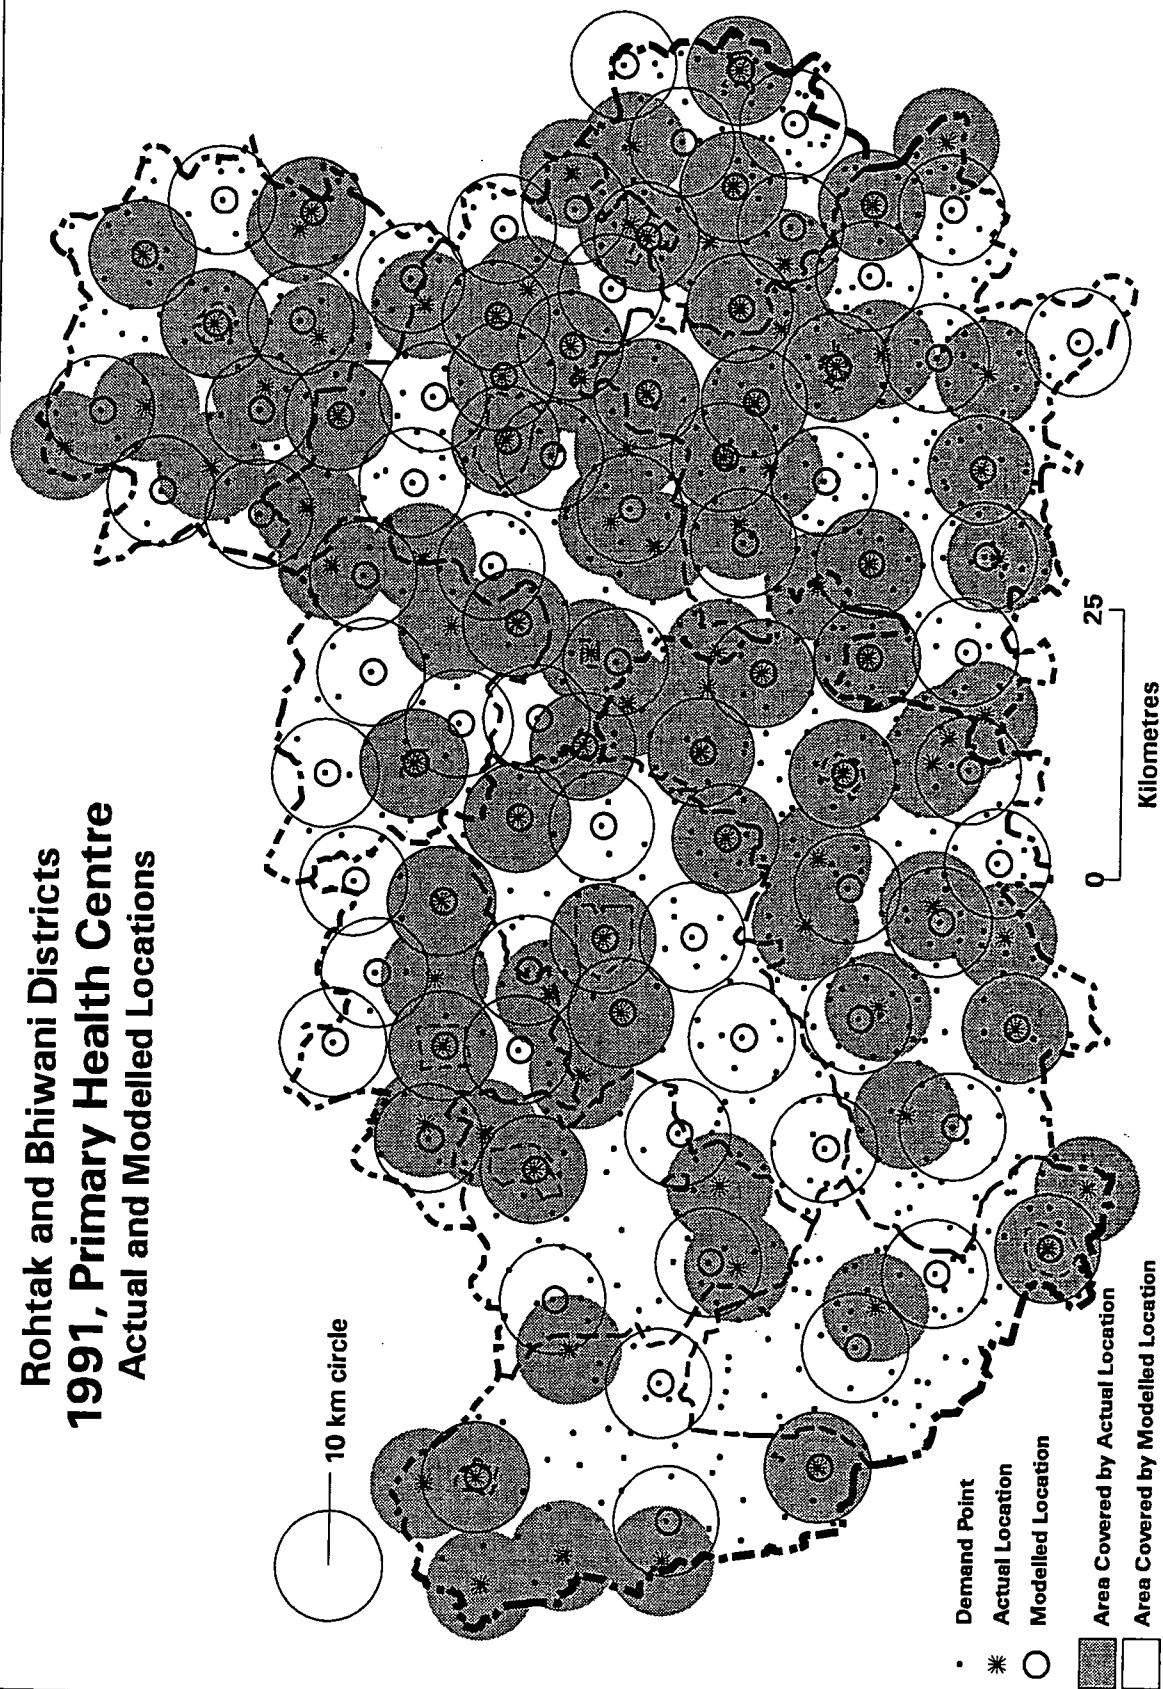 Rohtak and Bhiwani Districts
1991, Primary Health Centre
Actual and Modelled Locations
10 km circle
Demand Point
Actual Location
Modelled Location
Area Covered by Actual Location
Area Covered by Modelled Location
0 25
Kilometres